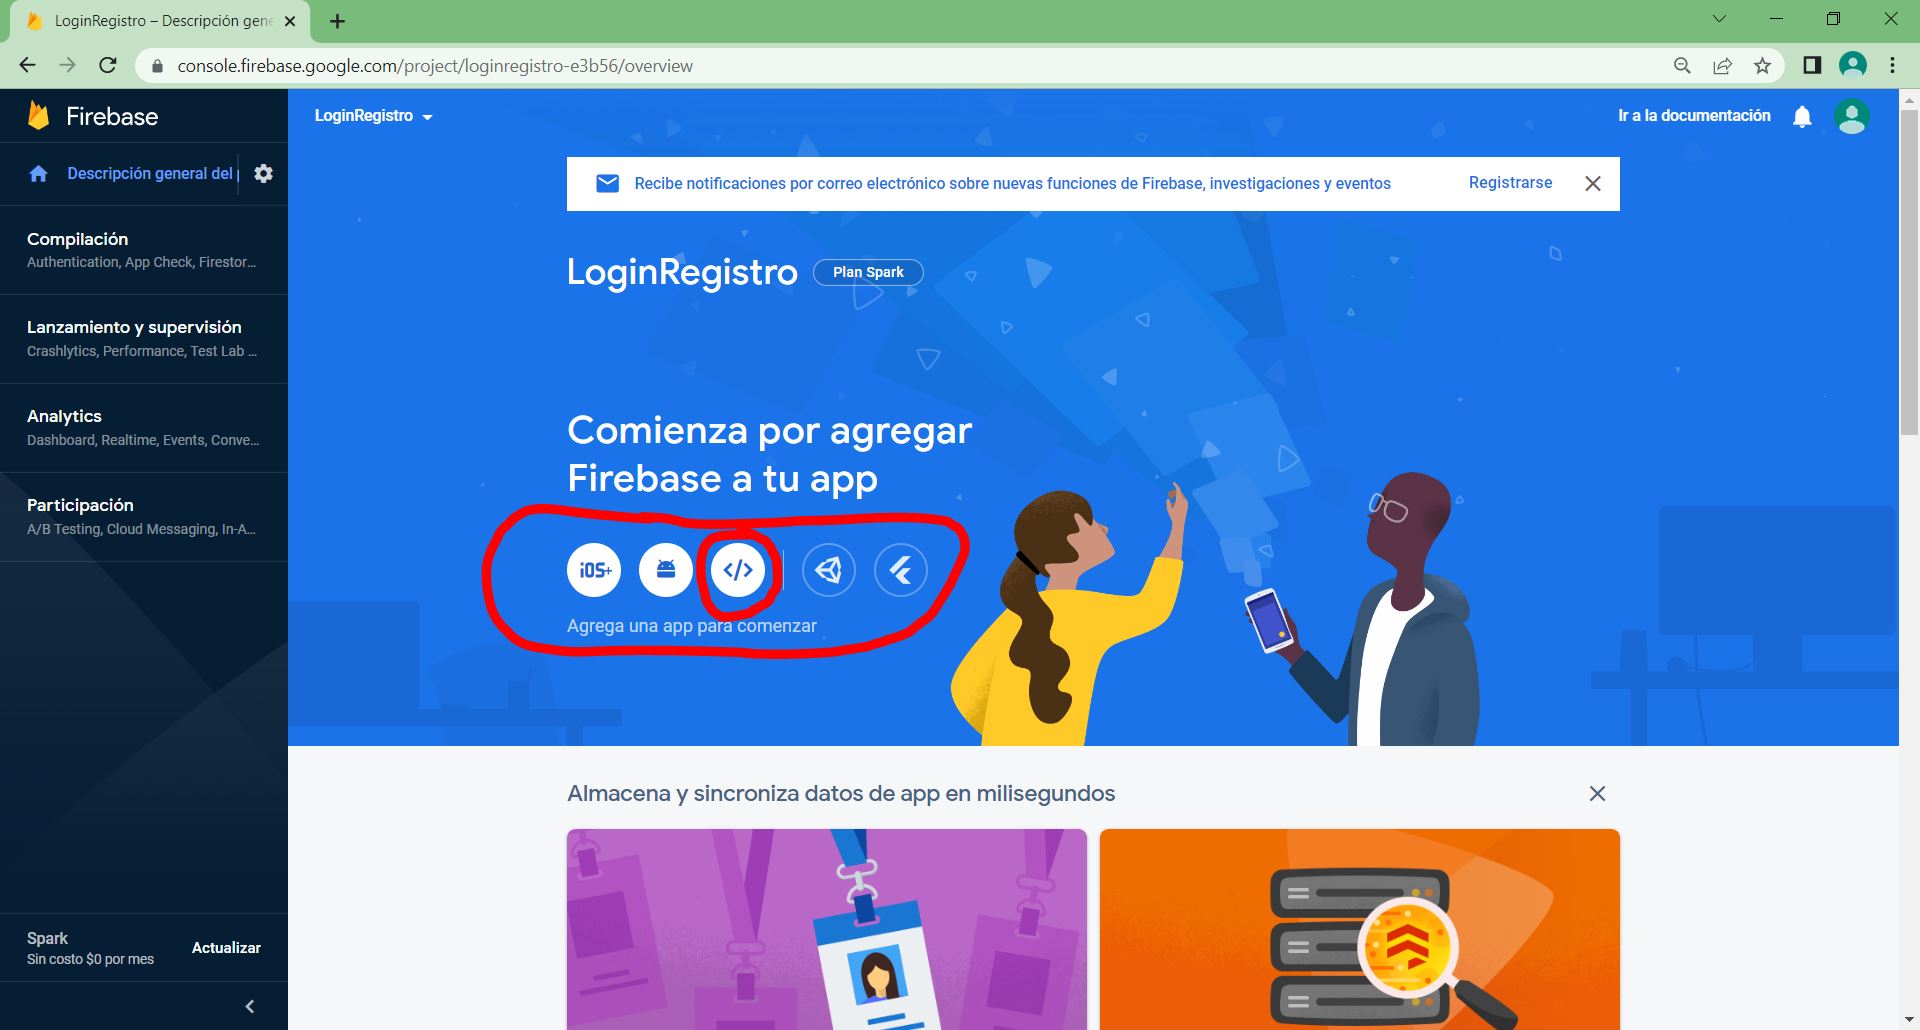 LoginRegistro – Descripción gene
console.firebase.google.com/project/loginregistro-e3b56/overview
Firebase
LoginRegistro
Ir a la documentación
Descripción general del
Recibe notificaciones por correo electrónico sobre nuevas funciones de Firebase, investigaciones y eventos
Registrarse
Compilación
Authentication, App Check, Firestor...
LoginRegistro
Plan Spark
Lanzamiento y supervisión
Crashlytics, Performance, Test Lab ...
Analytics
Dashboard, Realtime, Events, Conve...
Comienza por agregar
Firebase a tu app
Participación
A/B Testing, Cloud Messaging, In-A...
iOS+
</>
Agrega una app para comenzar
Almacena y sincroniza datos de app en milisegundos
Spark
Sin costo $0 por mes
Actualizar